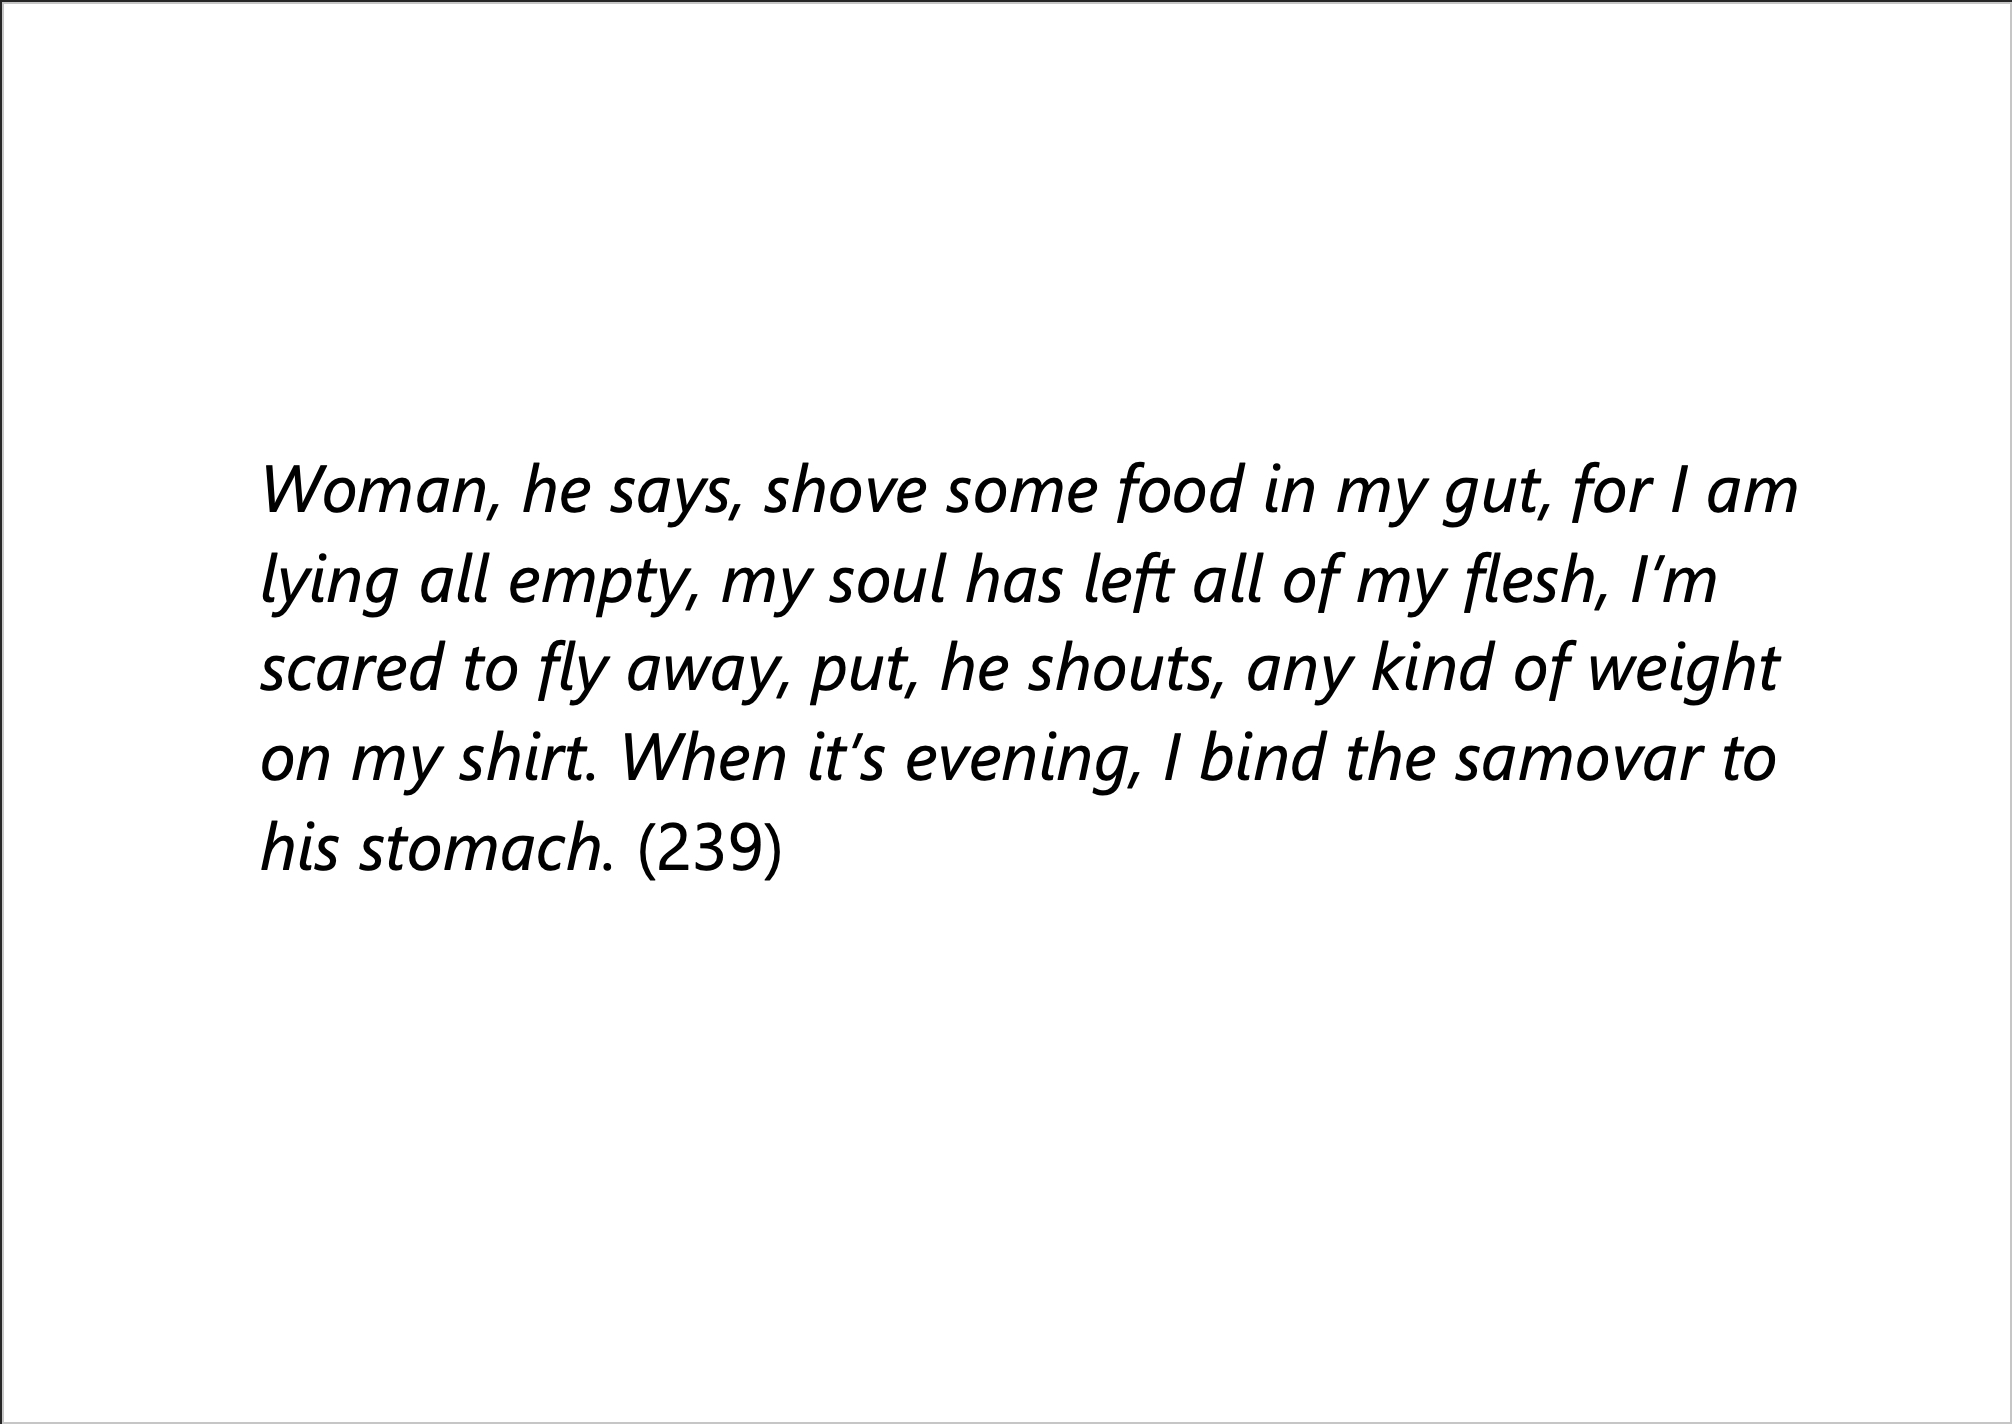 Woman, he says, shove some food in my gut, for I am
lying all empty, my soul has left all of my flesh, I’m
scared to fly away, put, he shouts, any kind of weight
on my shirt. When it’s evening, I bind the samovar to
his stomach. (239)